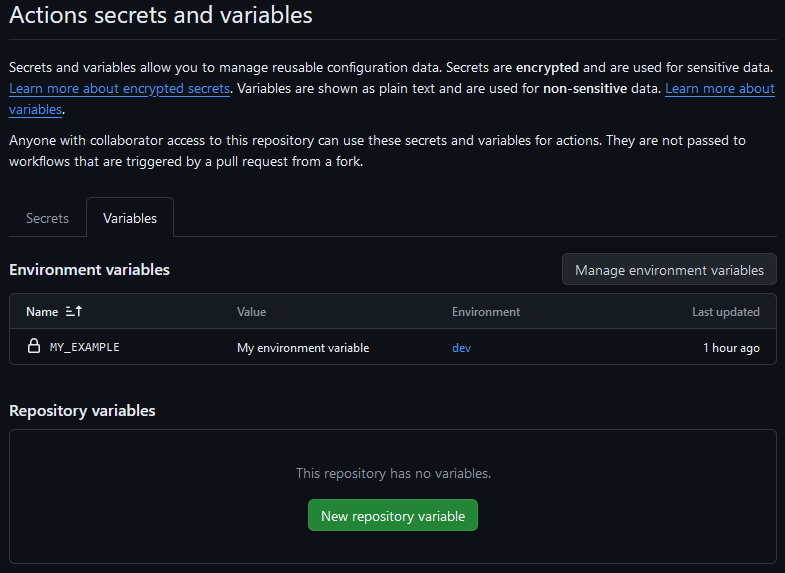 Actions secrets and variables
Secrets and variables allow you to manage reusable configuration data. Secrets are encrypted and are used for sensitive data.
Learn more about encrypted secrets. Variables are shown as plain text and are used for non-sensitive data. Learn more about
variables.
Anyone with collaborator access to this repository can use these secrets and variables for actions. They are not passed to
workflows that are triggered by a pull request from a fork.
Secrets Variables
Environment variables Manage environment variables
Name Value Environment Last updated
MY_EXAMPLE My environment variable dev 1 hour ago
Repository variables
This repository has no variables.
New repository variable